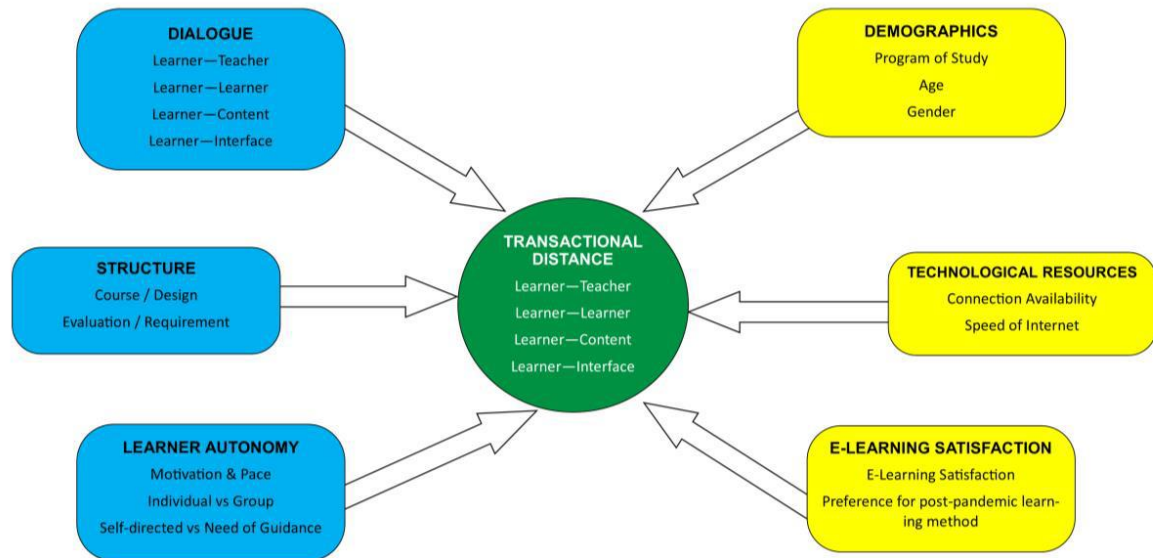 DIALOGUE
Learner—Teacher
Learner—Learner
Learner—Content
Learner—Interface
DEMOGRAPHICS
Program of Study
Age
Gender
STRUCTURE
Course / Design
Evaluation / Requirement
TRANSACTIONAL
DISTANCE
Learner—Teacher
Learner—Learner
Learner—Content
Learner—Interface
TECHNOLOGICAL RESOURCES
Connection Availability
Speed of Internet
LEARNER AUTONOMY
Motivation & Pace
Individual vs Group
Self-directed vs Need of Guidance
E-LEARNING SATISFACTION
E-Learning Satisfaction
Preference for post-pandemic learn-
ing method